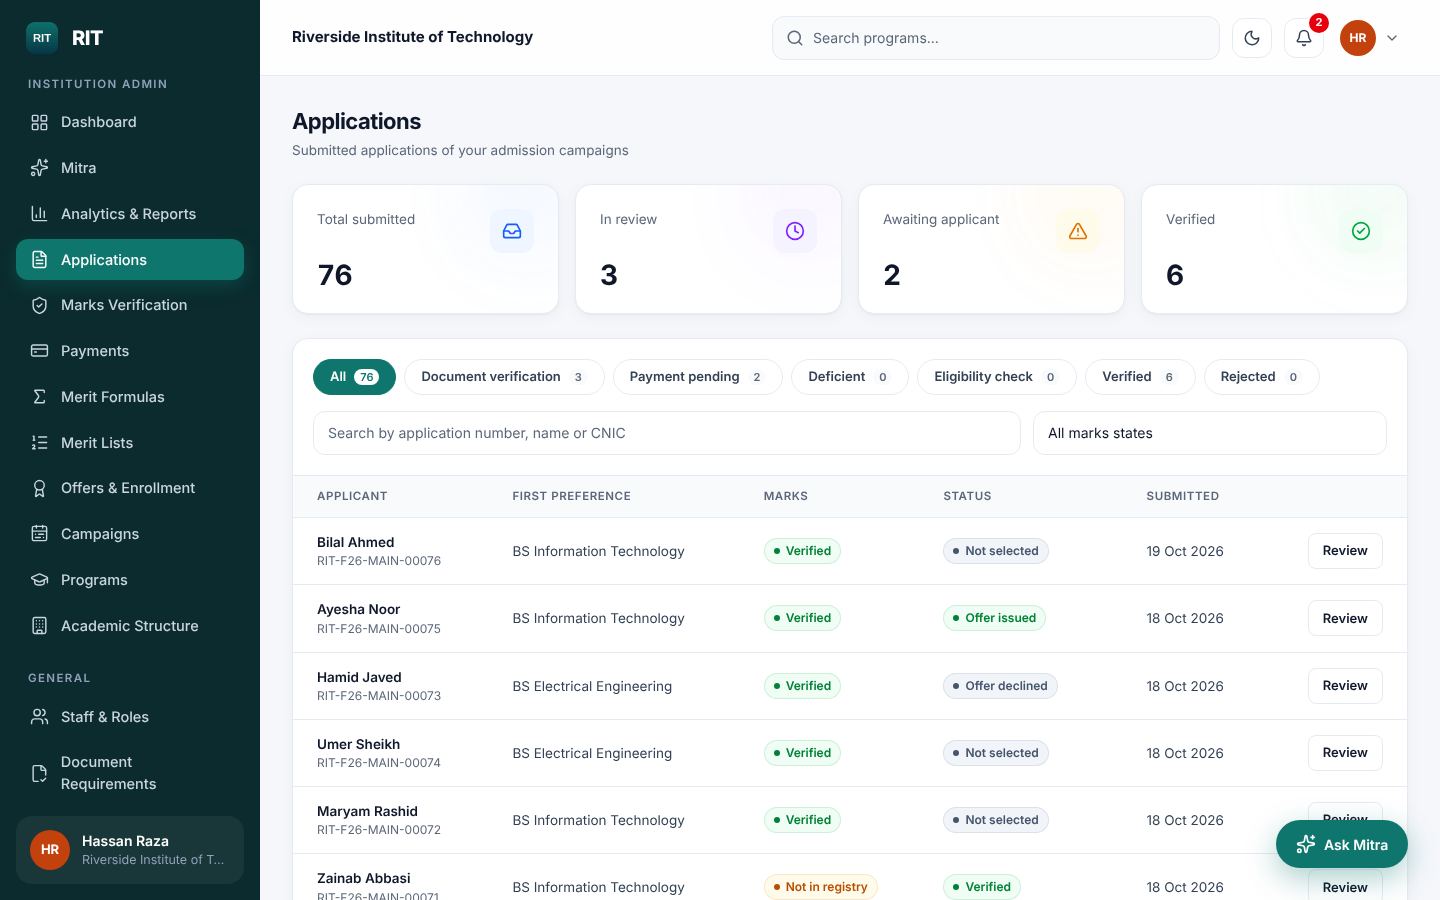 RIT RIT
INSTITUTION ADMIN
Dashboard
Mitra
Analytics & Reports
Applications
Marks Verification
Payments
Merit Formulas
Merit Lists
Offers & Enrollment
Campaigns
Programs
Academic Structure
GENERAL
Staff & Roles
Document
Requirements
HR Hassan Raza
Riverside Institute of T...
Riverside Institute of Technology
Search programs...
2
HR
Applications
Submitted applications of your admission campaigns
Total submitted
76
In review
3
Awaiting applicant
2
Verified
6
All 76 Document verification 3 Payment pending 2 Deficient 0 Eligibility check 0 Verified 6 Rejected 0
Search by application number, name or CNIC All marks states
APPLICANT FIRST PREFERENCE MARKS STATUS SUBMITTED
Bilal Ahmed
RIT-F26-MAIN-00076
BS Information Technology Verified Not selected 19 Oct 2026 Review
Ayesha Noor
RIT-F26-MAIN-00075
BS Information Technology Verified Offer issued 18 Oct 2026 Review
Hamid Javed
RIT-F26-MAIN-00073
BS Electrical Engineering Verified Offer declined 18 Oct 2026 Review
Umer Sheikh
RIT-F26-MAIN-00074
BS Electrical Engineering Verified Not selected 18 Oct 2026 Review
Maryam Rashid
RIT-F26-MAIN-00072
BS Information Technology Verified Not selected 18 Oct 2026 Review
Ask Mitra
Zainab Abbasi
RIT-F26-MAIN-00071
BS Information Technology Not in registry Verified 18 Oct 2026 Review